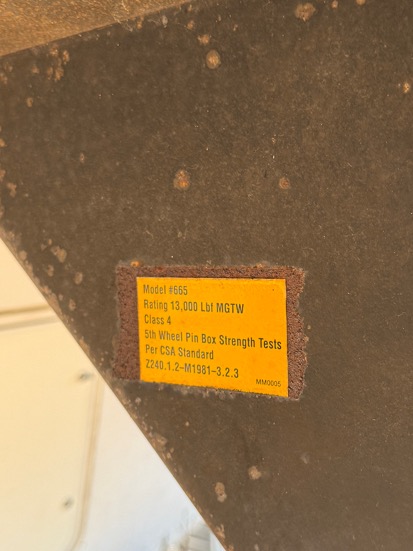 Model #665
Rating 13,000 Lbf MGTW
Class 4
5th Wheel Pin Box Strength Tests
Per CSA Standard
Z240.1.2-M1981-3.2.3
MM0005